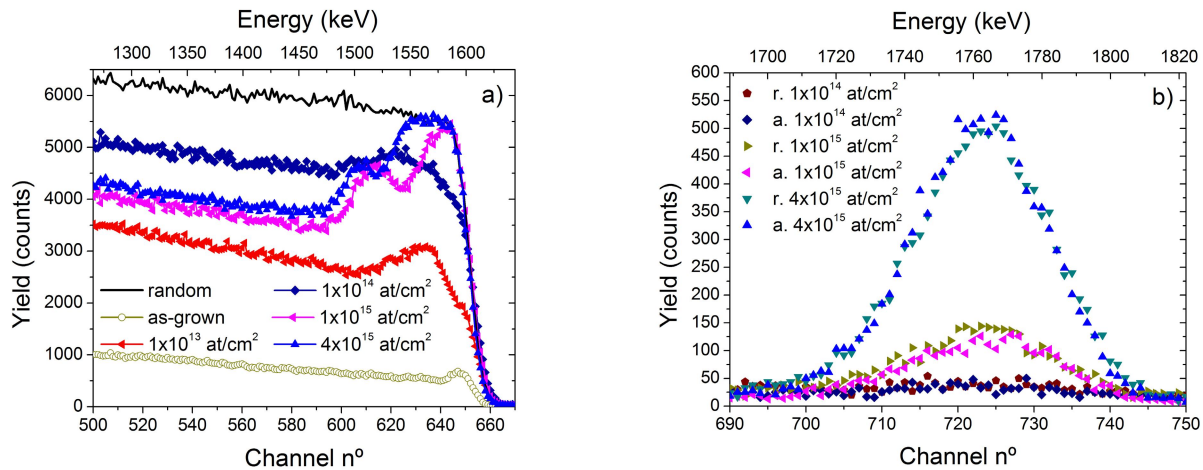 Energy (keV)
1300 1350 1400 1450 1500 1550 1600
a)
6000
5000
4000
3000
2000
1000
0
Yield (counts)
random
as-grown
1x10¹³ at/cm²
1x10¹⁴ at/cm²
1x10¹⁵ at/cm²
4x10¹⁵ at/cm²
500 520 540 560 580 600 620 640 660
Channel nº
Energy (keV)
1700 1720 1740 1760 1780 1800 1820
b)
600
550
500
450
400
350
300
250
200
150
100
50
0
Yield (counts)
r. 1x10¹⁴ at/cm²
a. 1x10¹⁴ at/cm²
r. 1x10¹⁵ at/cm²
a. 1x10¹⁵ at/cm²
r. 4x10¹⁵ at/cm²
a. 4x10¹⁵ at/cm²
690 700 710 720 730 740 750
Channel nº